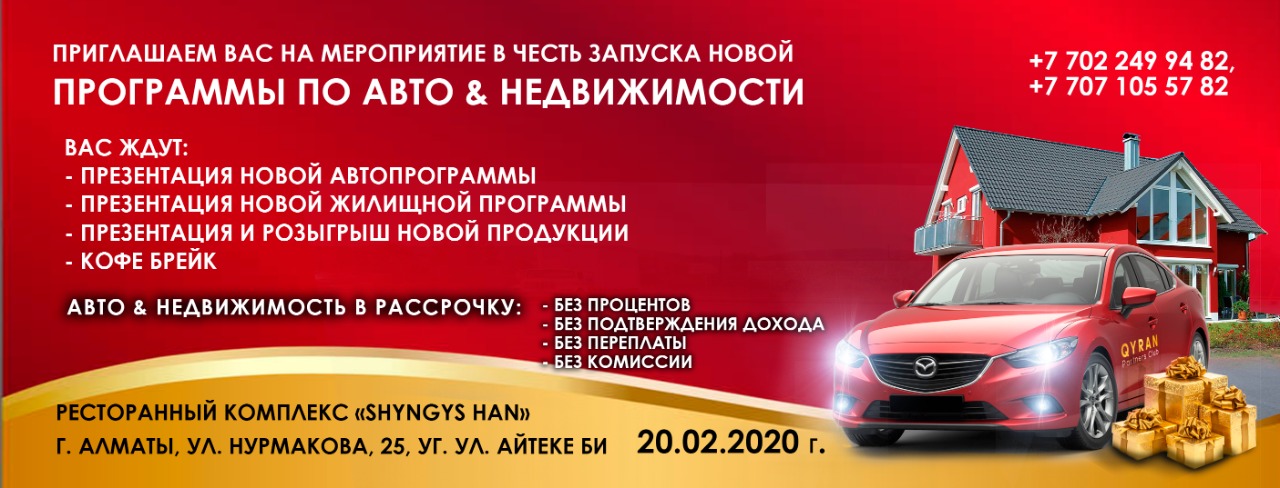 ПРИГЛАШАЕМ ВАС НА МЕРОПРИЯТИЕ В ЧЕСТЬ ЗАПУСКА НОВОЙ
ПРОГРАММЫ ПО АВТО & НЕДВИЖИМОСТИ
+7 702 249 94 82,
+7 707 105 57 82
ВАС ЖДУТ:
- ПРЕЗЕНТАЦИЯ НОВОЙ АВТОПРОГРАММЫ
- ПРЕЗЕНТАЦИЯ НОВОЙ ЖИЛИЩНОЙ ПРОГРАММЫ
- ПРЕЗЕНТАЦИЯ И РОЗЫГРЫШ НОВОЙ ПРОДУКЦИИ
- КОФЕ БРЕЙК
АВТО & НЕДВИЖИМОСТЬ В РАССРОЧКУ:
- БЕЗ ПРОЦЕНТОВ
- БЕЗ ПОДТВЕРЖДЕНИЯ ДОХОДА
- БЕЗ ПЕРЕПЛАТЫ
- БЕЗ КОМИССИИ
QYRAN
Partners Club
РЕСТОРАННЫЙ КОМПЛЕКС «SHYNGYS HAN»
Г. АЛМАТЫ, УЛ. НУРМАКОВА, 25, УГ. УЛ. АЙТЕКЕ БИ
20.02.2020 г.